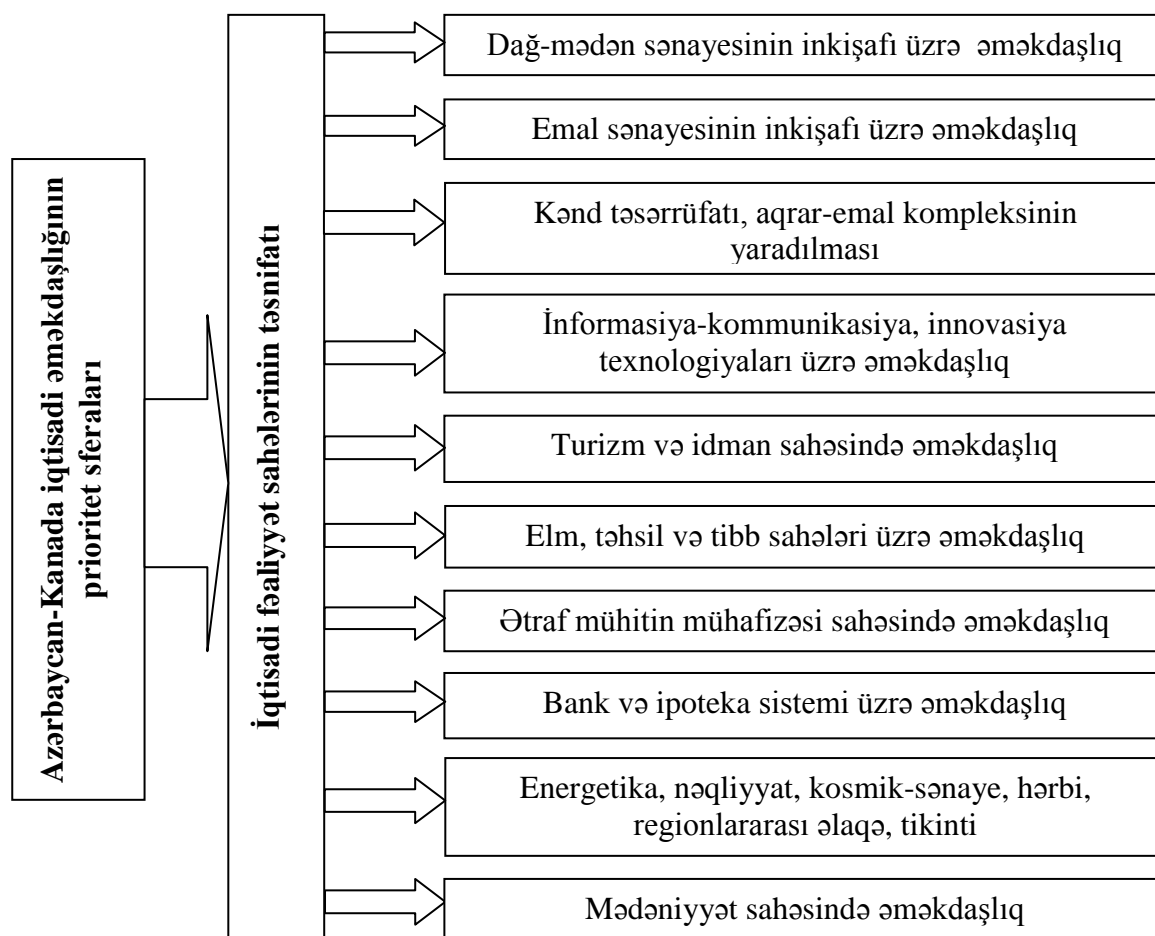 Azərbaycan-Kanada iqtisadi əməkdaşlığının
prioritet sferaları
İqtisadi fəaliyyət sahələrinin təsnifatı
Dağ-mədən sənayesinin inkişafı üzrə əməkdaşlıq
Emal sənayesinin inkişafı üzrə əməkdaşlıq
Kənd təsərrüfatı, aqrar-emal kompleksinin
yaradılması
İnformasiya-kommunikasiya, innovasiya
texnologiyaları üzrə əməkdaşlıq
Turizm və idman sahəsində əməkdaşlıq
Elm, təhsil və tibb sahələri üzrə əməkdaşlıq
Ətraf mühitin mühafizəsi sahəsində əməkdaşlıq
Bank və ipoteka sistemi üzrə əməkdaşlıq
Energetika, nəqliyyat, kosmik-sənaye, hərbi,
regionlararası əlaqə, tikinti
Mədəniyyət sahəsində əməkdaşlıq